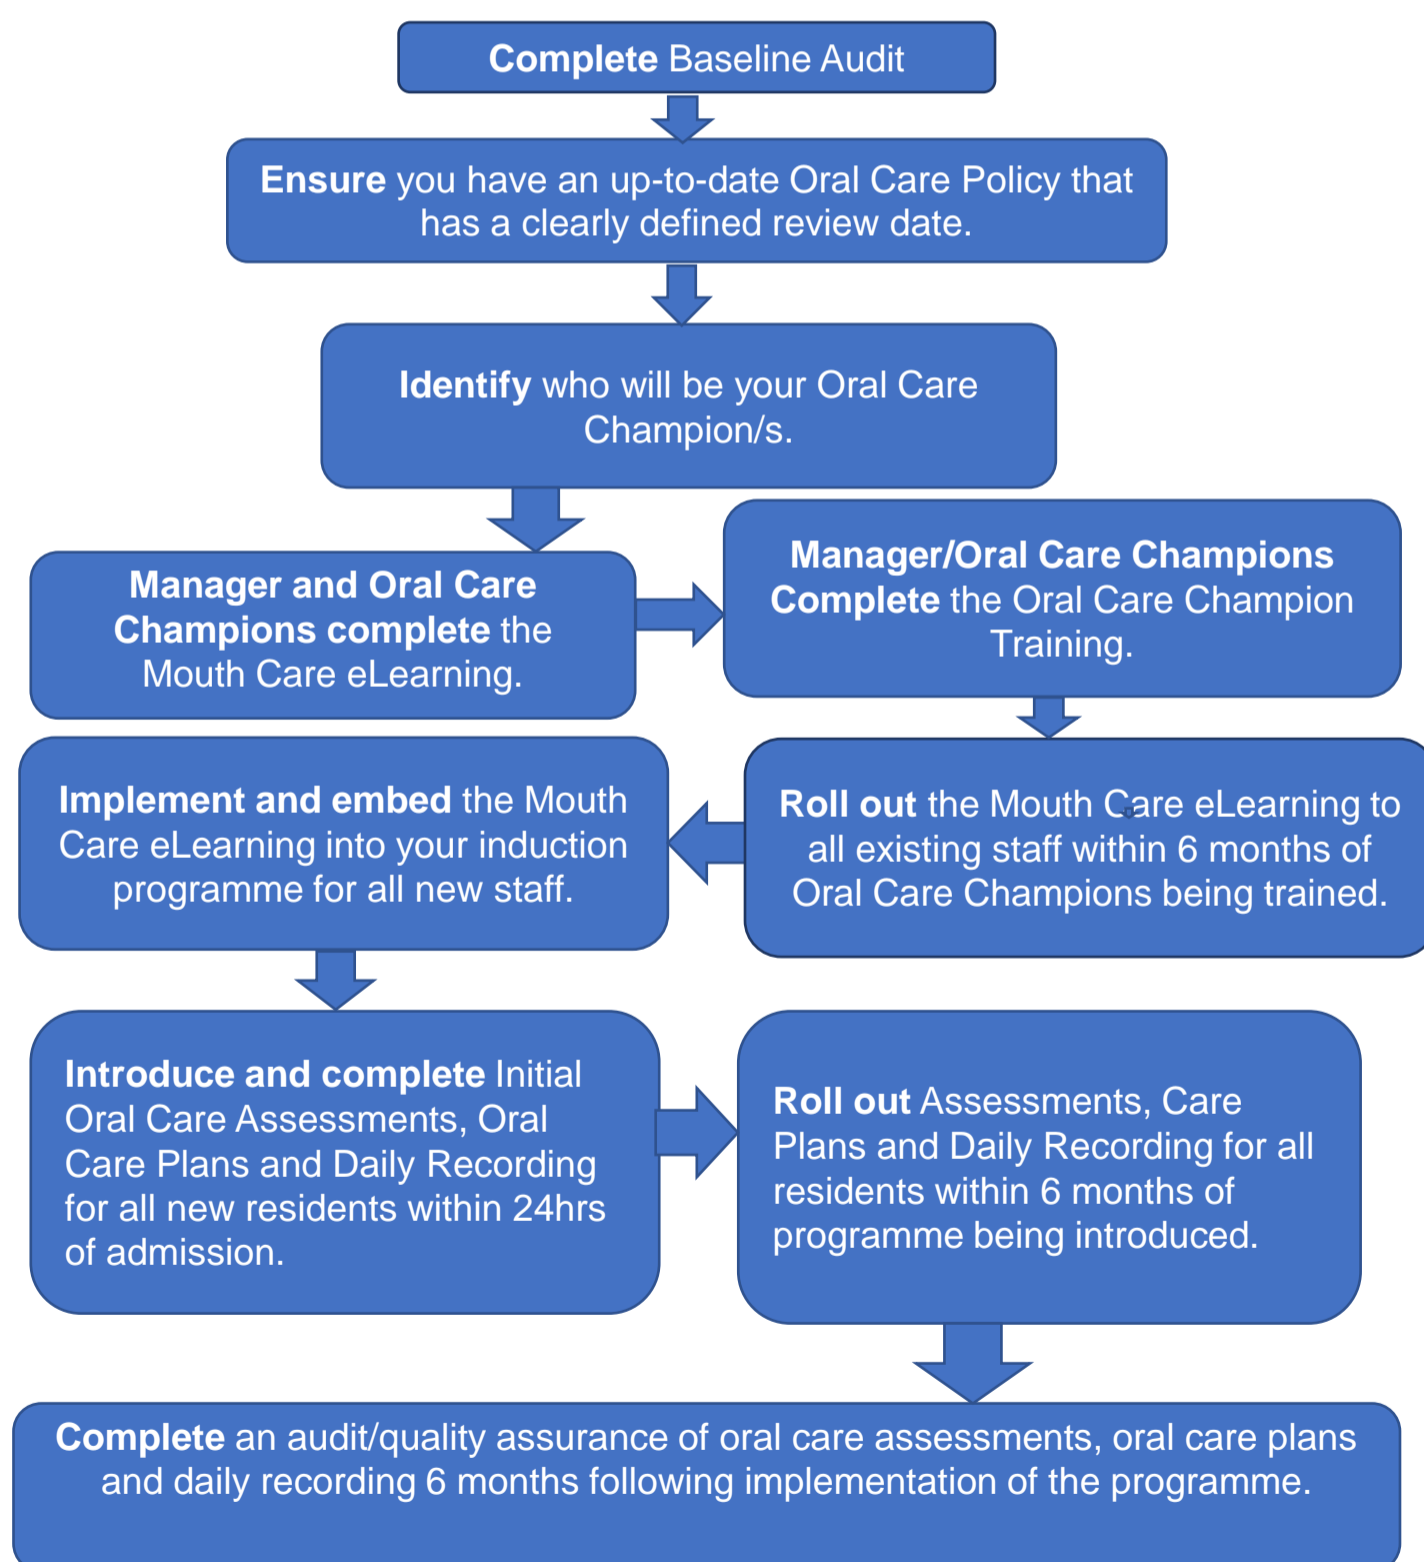 Complete Baseline Audit
Ensure you have an up-to-date Oral Care Policy that
has a clearly defined review date.
Identify who will be your Oral Care
Champion/s.
Manager and Oral Care
Champions complete the
Mouth Care eLearning.
Manager/Oral Care Champions
Complete the Oral Care Champion
Training.
Roll out the Mouth Care eLearning to
all existing staff within 6 months of
Oral Care Champions being trained.
Implement and embed the Mouth
Care eLearning into your induction
programme for all new staff.
Introduce and complete Initial
Oral Care Assessments, Oral
Care Plans and Daily Recording
for all new residents within 24hrs
of admission.
Roll out Assessments, Care
Plans and Daily Recording for all
residents within 6 months of
programme being introduced.
Complete an audit/quality assurance of oral care assessments, oral care plans
and daily recording 6 months following implementation of the programme.